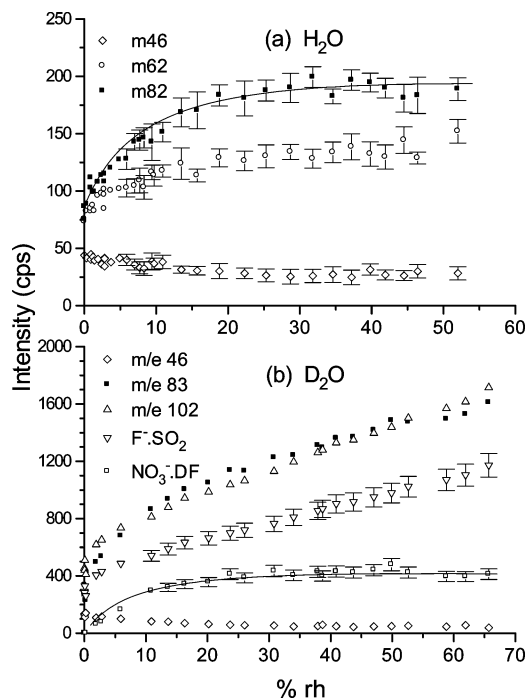 (a) H₂O
m46
m62
m82
250
200
150
100
50
0
0 10 20 30 40 50 60
Intensity (cps)
(b) D₂O
m/e 46
m/e 83
m/e 102
F⁻.SO₂
NO₃⁻.DF
2000
1600
1200
800
400
0
0 10 20 30 40 50 60 70
% rh